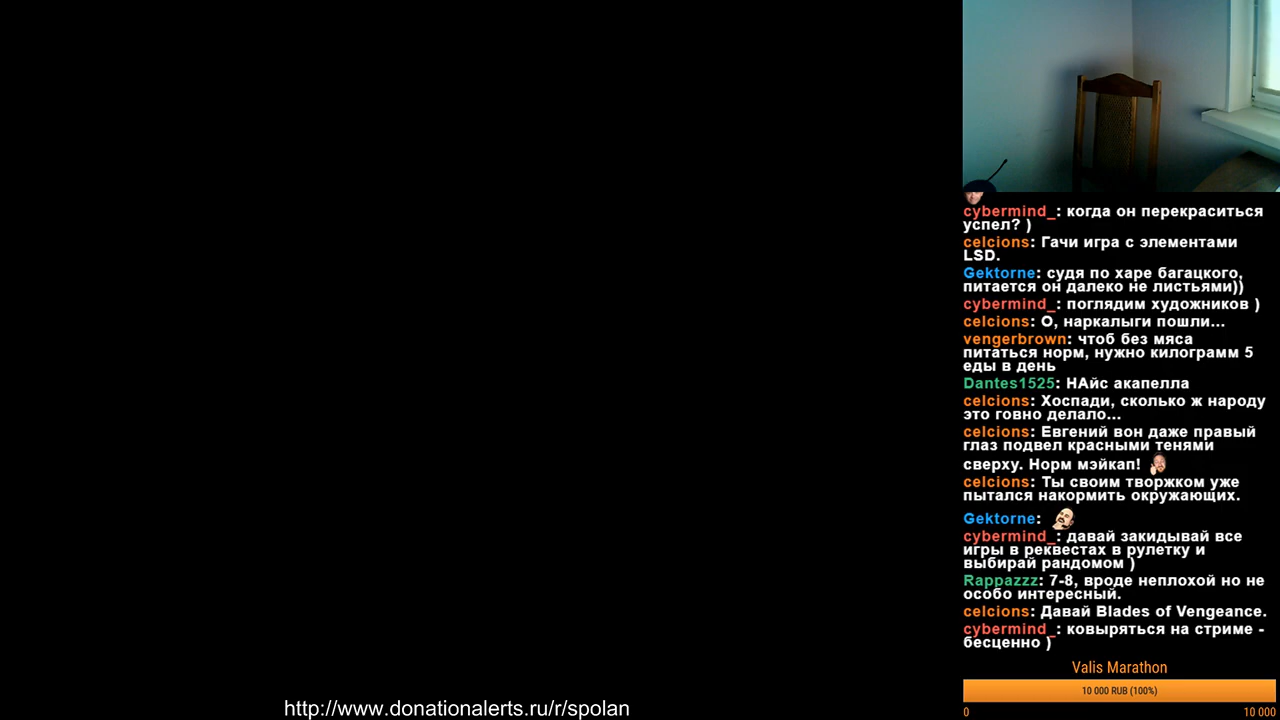 cybermind_: когда он перекраситься
успел? )
celcions: Гачи игра с элементами
LSD.
Gektorne: судя по харе багацкого,
питается он далеко не листьями))
cybermind_: поглядим художников )
celcions: О, наркалыги пошли...
vengerbrown: чтоб без мяса
питаться норм, нужно килограмм 5
еды в день
Dantes1525: НАйс акапелла
celcions: Хоспади, сколько ж народу
это говно делало...
celcions: Евгений вон даже правый
глаз подвел красными тенями
сверху. Норм мэйкап!
celcions: Ты своим творжком уже
пытался накормить окружающих.
Gektorne:
cybermind_: давай закидывай все
игры в реквестах в рулетку и
выбирай рандомом )
Rappazzz: 7-8, вроде неплохой но не
особо интересный.
celcions: Давай Blades of Vengeance.
cybermind_: ковыряться на стриме -
бесценно )
Valis Marathon
10 000 RUB (100%)
0 10 000
http://www.donationalerts.ru/r/spolan